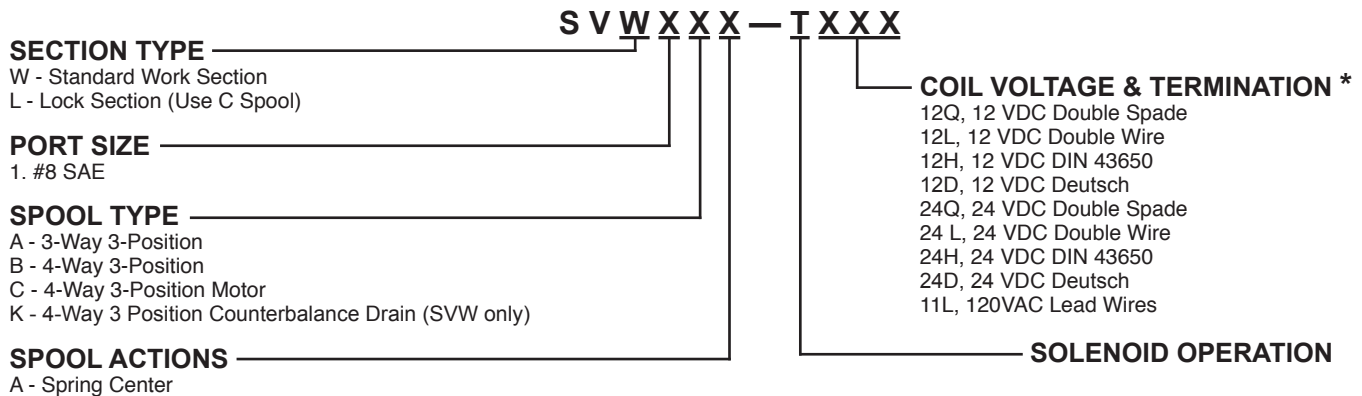 S V W X X X — T X X X
SECTION TYPE
W - Standard Work Section
L - Lock Section (Use C Spool)
PORT SIZE
1. #8 SAE
SPOOL TYPE
A - 3-Way 3-Position
B - 4-Way 3-Position
C - 4-Way 3-Position Motor
K - 4-Way 3 Position Counterbalance Drain (SVW only)
SPOOL ACTIONS
A - Spring Center
COIL VOLTAGE & TERMINATION *
12Q, 12 VDC Double Spade
12L, 12 VDC Double Wire
12H, 12 VDC DIN 43650
12D, 12 VDC Deutsch
24Q, 24 VDC Double Spade
24 L, 24 VDC Double Wire
24H, 24 VDC DIN 43650
24D, 24 VDC Deutsch
11L, 120VAC Lead Wires
SOLENOID OPERATION